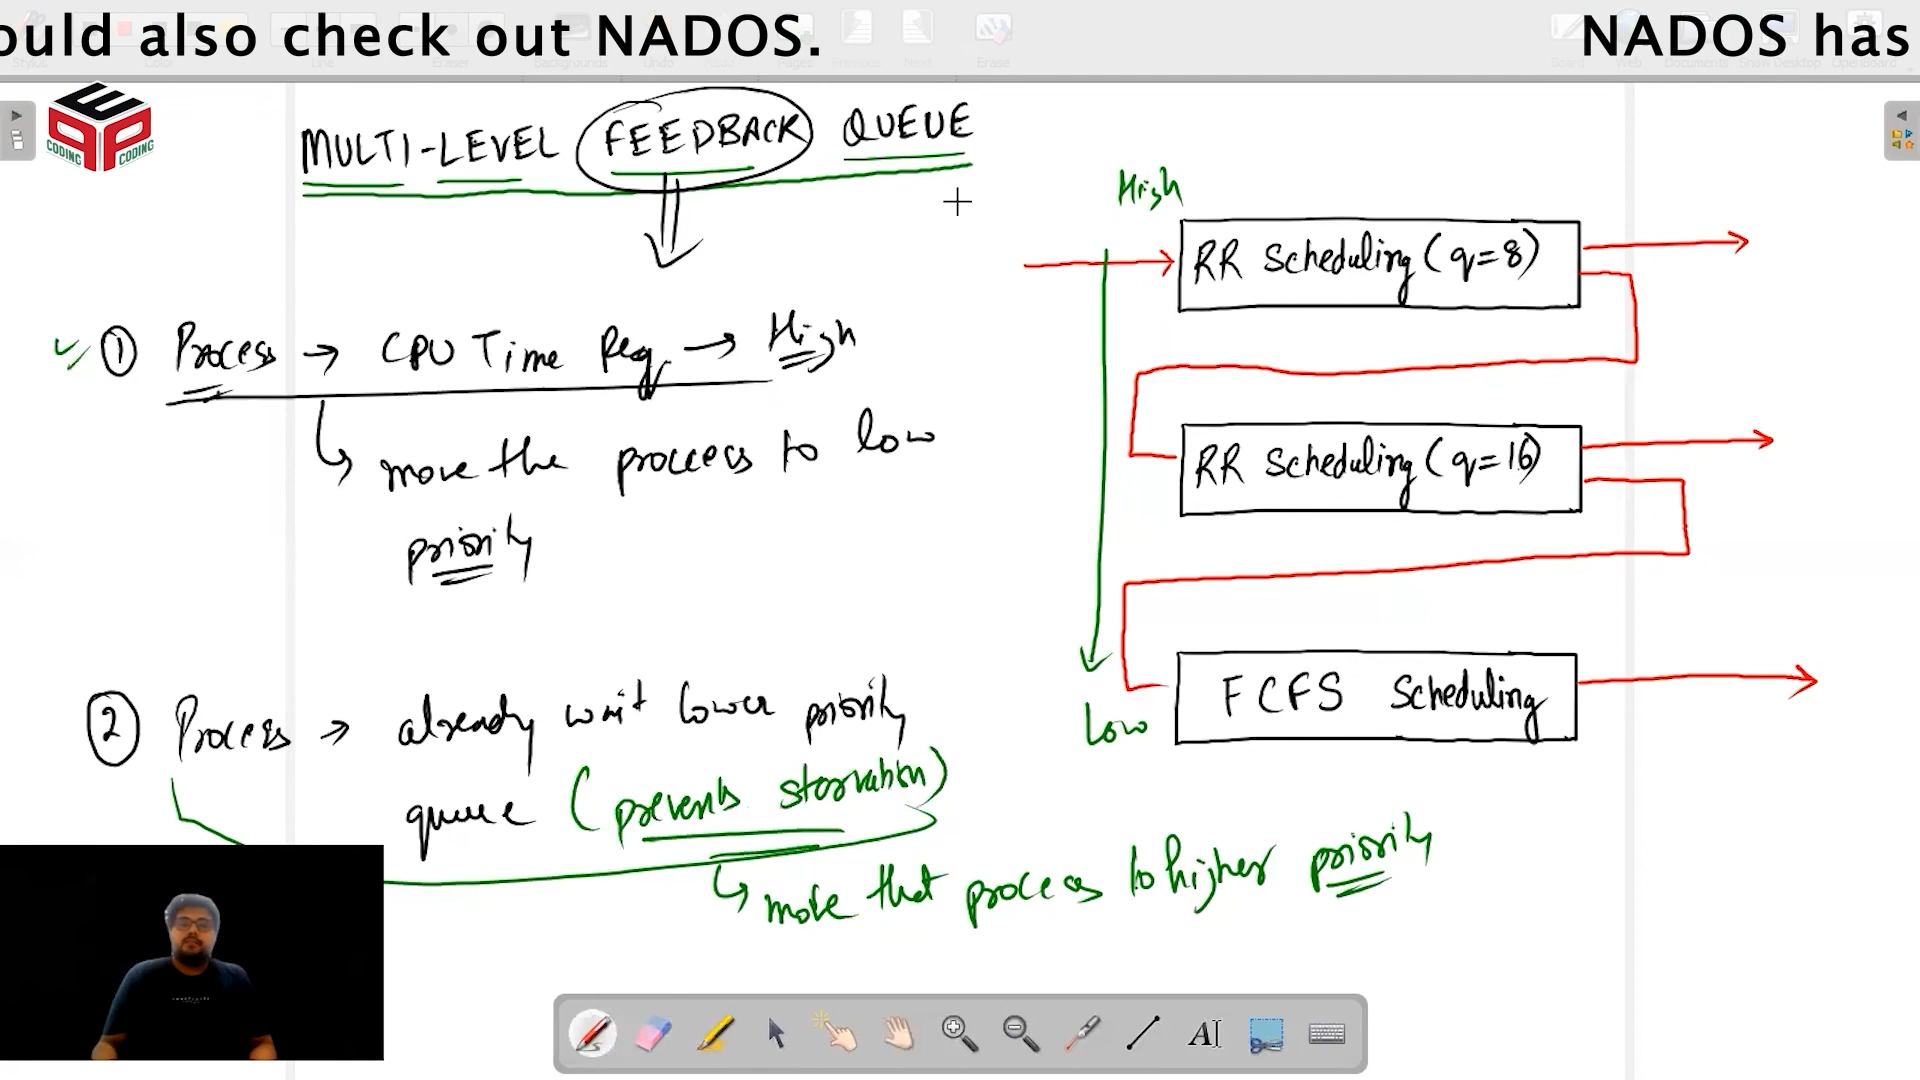 ould also check out NADOS. NADOS has
CODING CODING
MULTI-LEVEL FEEDBACK QUEUE
① Process → CPU Time Req → High
move the process to low
priority
② Process → already wait lower priority
queue (prevents starvation)
move that process to higher priority
High
RR Scheduling (q=8)
RR Scheduling (q=16)
FCFS Scheduling
Low